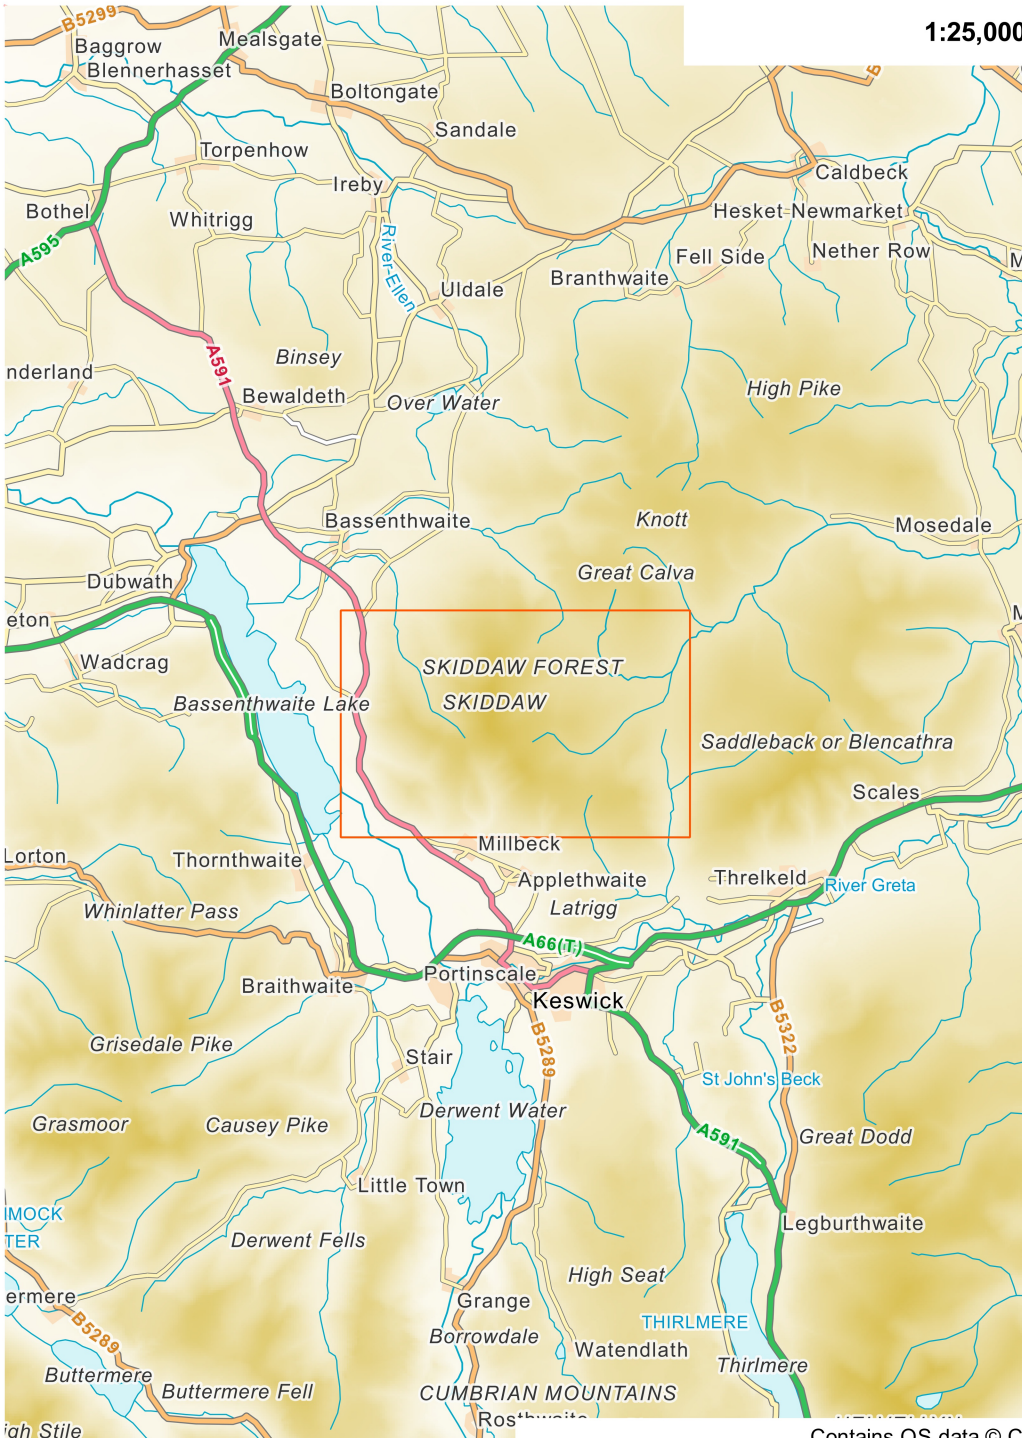 B5299
1:25,000
Mealsgate
Baggrow
Blennerhasset
B
Boltongate
Sandale
Torpenhow
Caldbeck
Ireby
Bothel
Whitrigg
Hesket Newmarket
A595
River-Ellen
Fell Side
Nether Row
M
Branthwaite
Uldale
A591
Binsey
nderland
High Pike
Bewaldeth
Over Water
Bassenthwaite
Knott
Mosedale
Great Calva
Dubwath
eton
M
Wadcrag
SKIDDAW FOREST
Bassenthwaite Lake
SKIDDAW
Saddleback or Blencathra
Scales
Millbeck
Lorton
Thornthwaite
Applethwaite
Threlkeld
River Greta
Whinlatter Pass
Latrigg
A66(T)
Portinscale
Braithwaite
Keswick
B5322
B5289
Grisedale Pike
Stair
St John's Beck
Derwent Water
Grasmoor
Causey Pike
A591
Great Dodd
Little Town
MOCK
TER
Legburthwaite
Derwent Fells
High Seat
ermere
Grange
THIRLMERE
B5289
Borrowdale
Watendlath
Thirlmere
Buttermere
Buttermere Fell
CUMBRIAN MOUNTAINS
Rosthwaite
igh Stile
Contains OS data © C